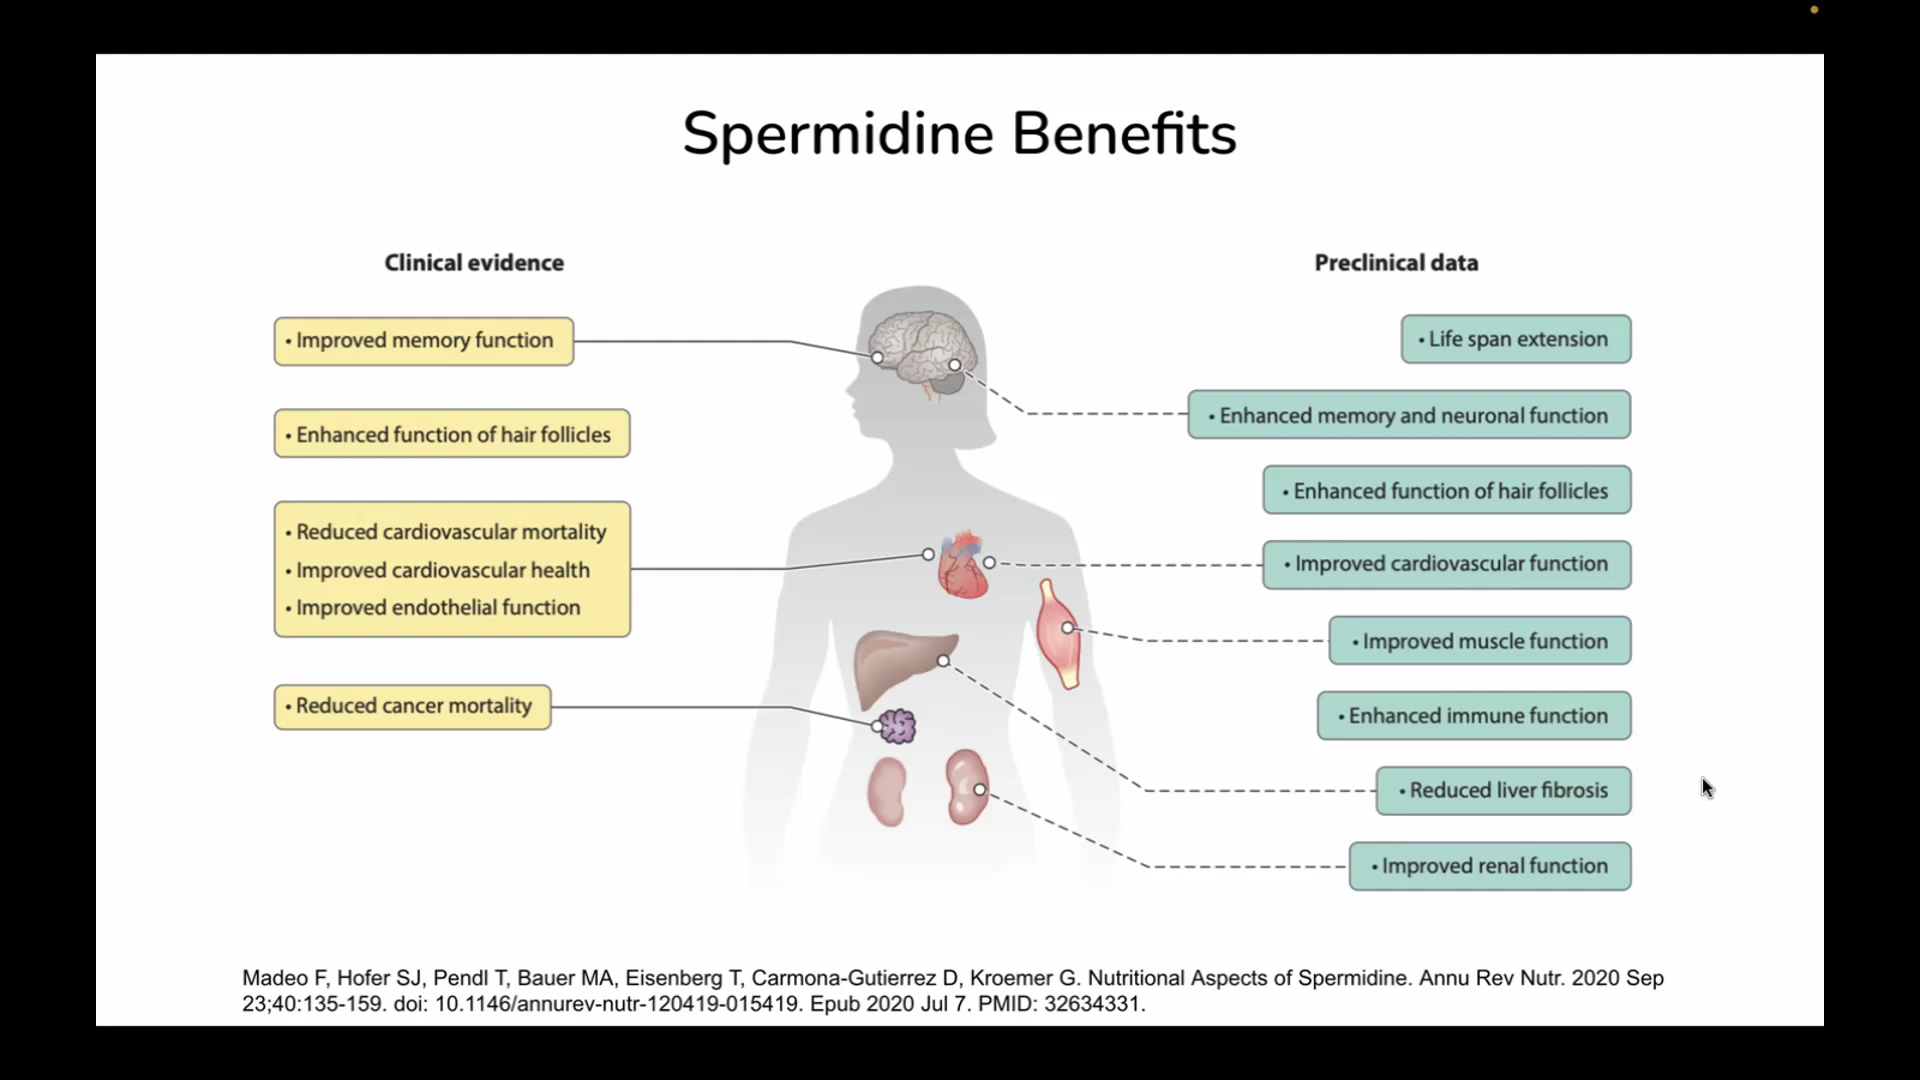 Spermidine Benefits
Clinical evidence
• Improved memory function
• Enhanced function of hair follicles
• Reduced cardiovascular mortality
• Improved cardiovascular health
• Improved endothelial function
• Reduced cancer mortality
Preclinical data
• Life span extension
• Enhanced memory and neuronal function
• Enhanced function of hair follicles
• Improved cardiovascular function
• Improved muscle function
• Enhanced immune function
• Reduced liver fibrosis
• Improved renal function
Madeo F, Hofer SJ, Pendl T, Bauer MA, Eisenberg T, Carmona-Gutierrez D, Kroemer G. Nutritional Aspects of Spermidine. Annu Rev Nutr. 2020 Sep
23;40:135-159. doi: 10.1146/annurev-nutr-120419-015419. Epub 2020 Jul 7. PMID: 32634331.